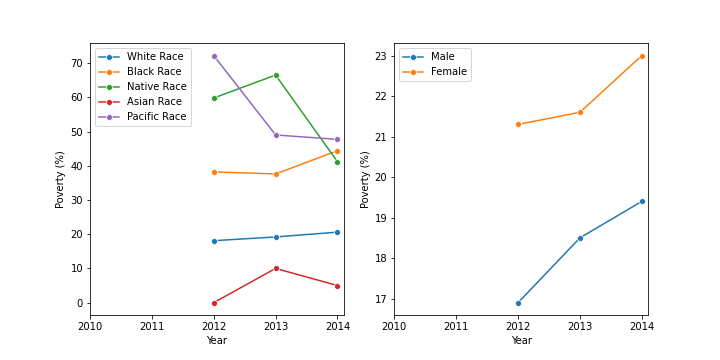 White Race
Black Race
Native Race
Asian Race
Pacific Race
70
60
50
40
30
20
10
0
Poverty (%)
2010 2011 2012 2013 2014
Year
Male
Female
23
22
21
20
19
18
17
Poverty (%)
2010 2011 2012 2013 2014
Year